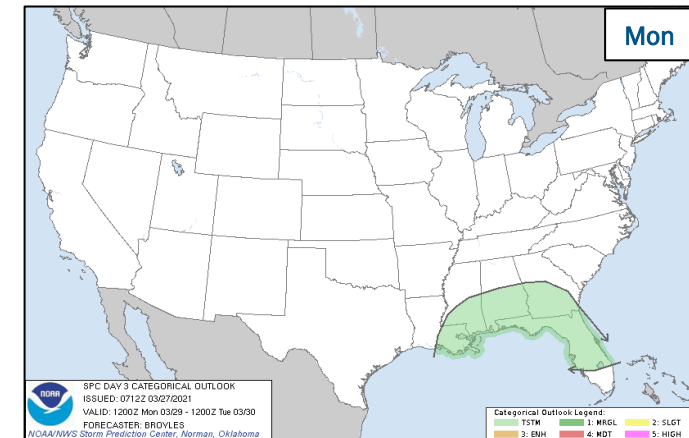 Mon
NOAA
SPC DAY 3 CATEGORICAL OUTLOOK
ISSUED: 0712Z 03/27/2021
VALID: 1200Z Mon 03/29 - 1200Z Tue 03/30
FORECASTER: BROYLES
NOAA/NWS Storm Prediction Center, Norman, Oklahoma
Categorical Outlook Legend:
TSTM 1: MRGL 2: SLGT
3: ENH 4: MDT 5: HIGH